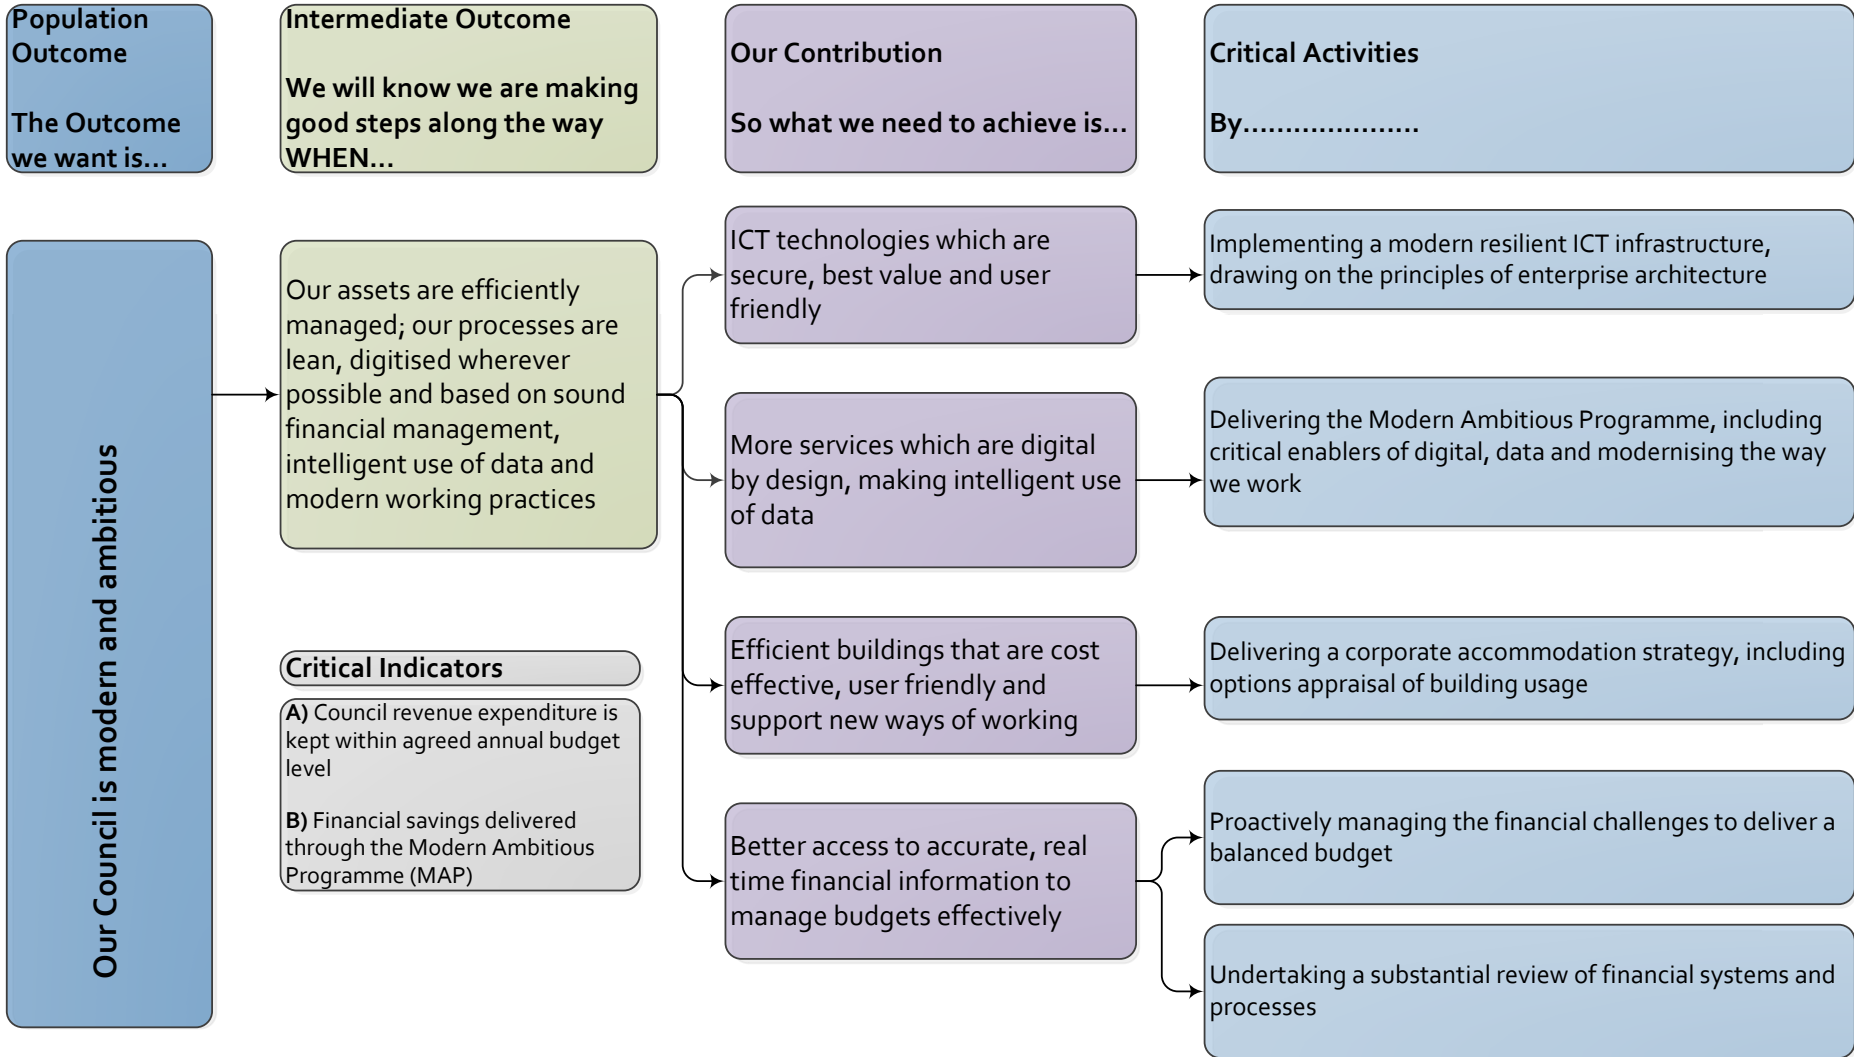 Population
Outcome
The Outcome
we want is...
Intermediate Outcome
We will know we are making
good steps along the way
WHEN...
Our Contribution
So what we need to achieve is...
Critical Activities
By.....................
Our Council is modern and ambitious
Our assets are efficiently
managed; our processes are
lean, digitised wherever
possible and based on sound
financial management,
intelligent use of data and
modern working practices
Critical Indicators
A) Council revenue expenditure is
kept within agreed annual budget
level
B) Financial savings delivered
through the Modern Ambitious
Programme (MAP)
ICT technologies which are
secure, best value and user
friendly
More services which are digital
by design, making intelligent use
of data
Efficient buildings that are cost
effective, user friendly and
support new ways of working
Better access to accurate, real
time financial information to
manage budgets effectively
Implementing a modern resilient ICT infrastructure,
drawing on the principles of enterprise architecture
Delivering the Modern Ambitious Programme, including
critical enablers of digital, data and modernising the way
we work
Delivering a corporate accommodation strategy, including
options appraisal of building usage
Proactively managing the financial challenges to deliver a
balanced budget
Undertaking a substantial review of financial systems and
processes